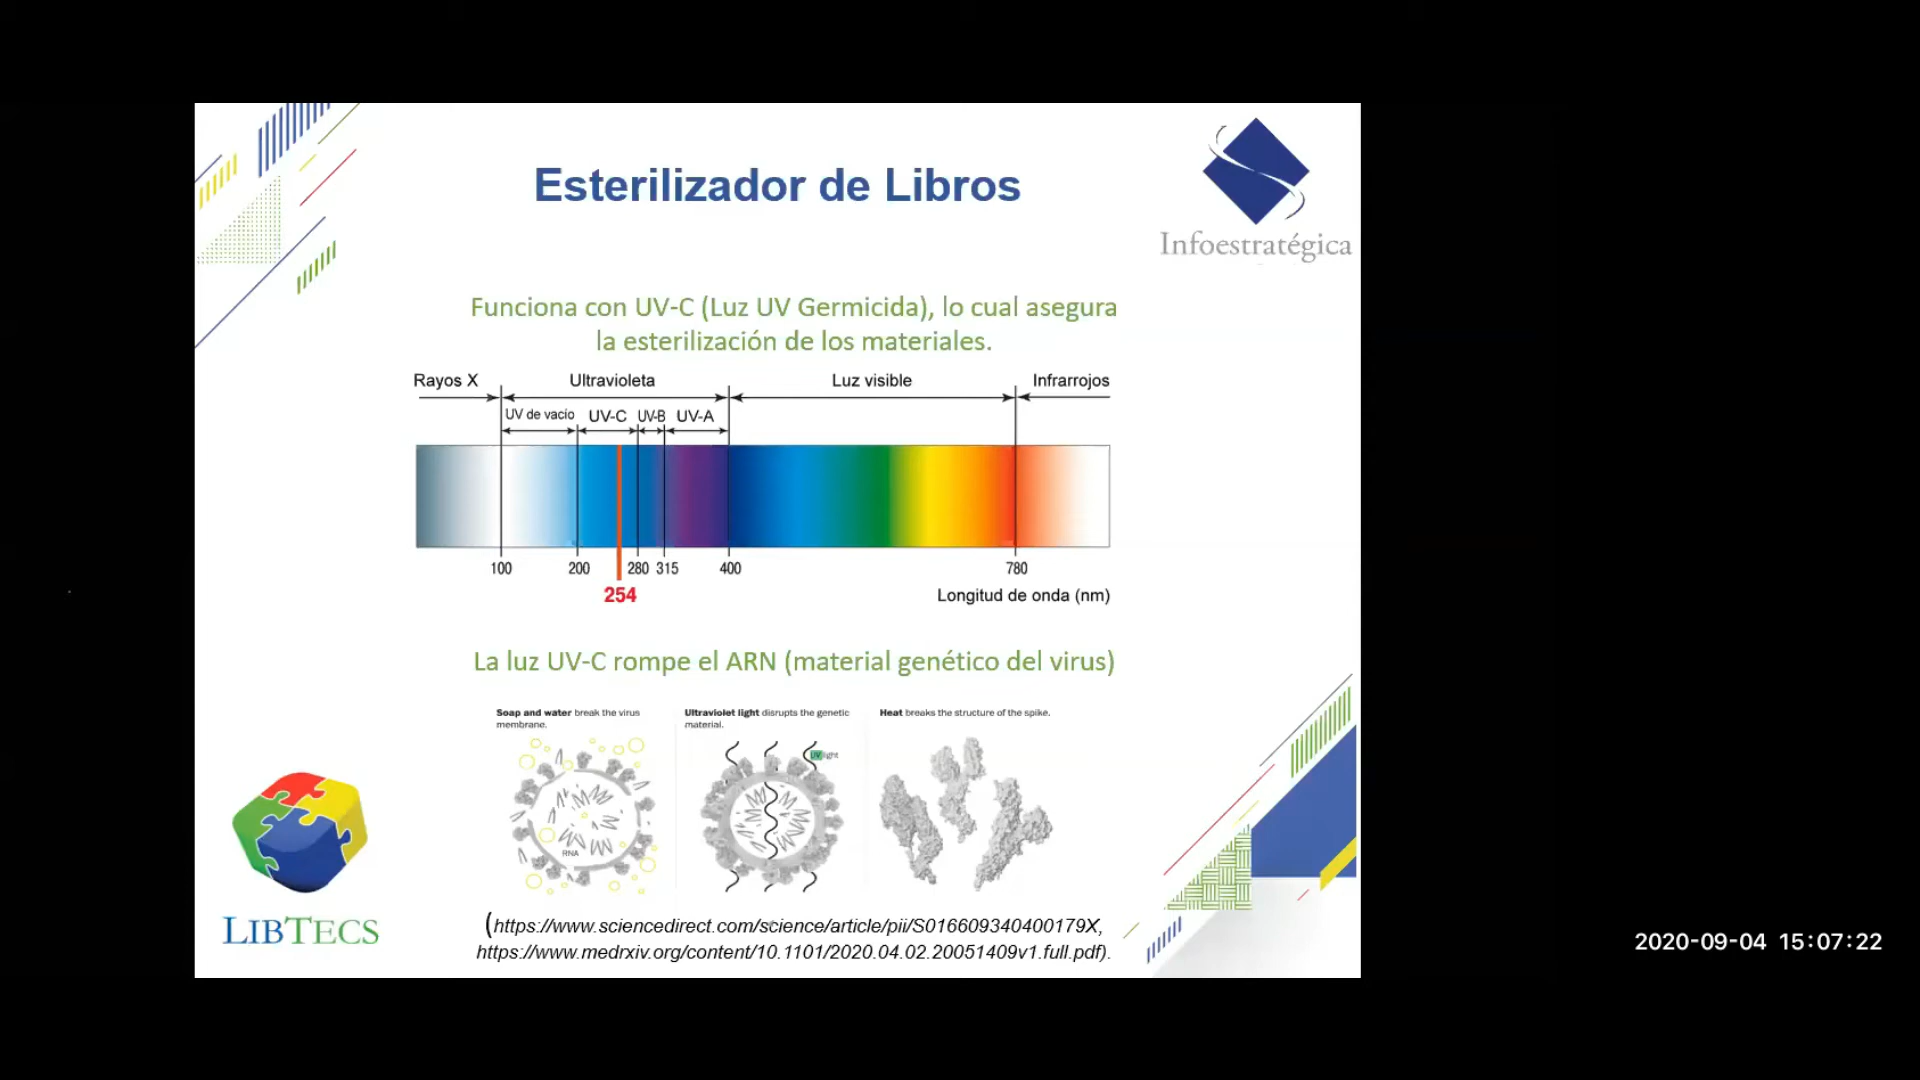 Esterilizador de Libros
Infoestratégica
Funciona con UV-C (Luz UV Germicida), lo cual asegura
la esterilización de los materiales.
Rayos X Ultravioleta Luz visible Infrarrojos
UV de vacío UV-C UV-B UV-A
100 200 280 315 400 780
254 Longitud de onda (nm)
La luz UV-C rompe el ARN (material genético del virus)
Soap and water break the virus
membrane.
Ultraviolet light disrupts the genetic
material.
Heat breaks the structure of the spike.
UV light
RNA
LIBTECS
(https://www.sciencedirect.com/science/article/pii/S016609340400179X,
https://www.medrxiv.org/content/10.1101/2020.04.02.20051409v1.full.pdf).
2020-09-04 15:07:22